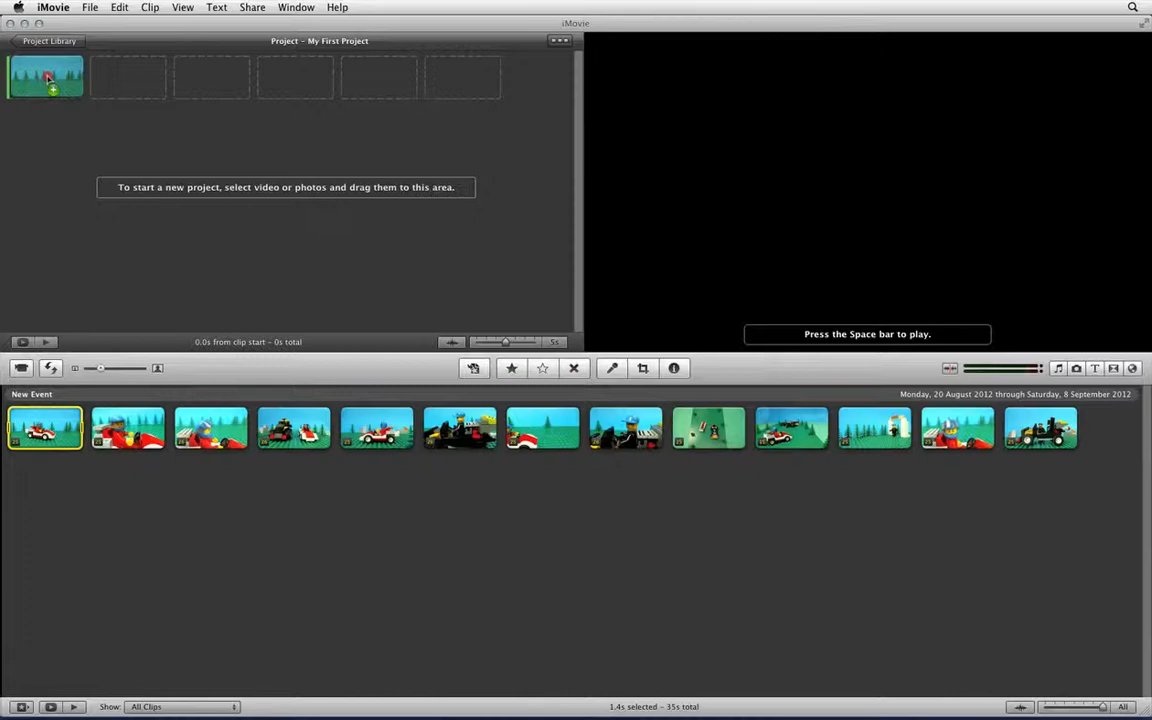 iMovie File Edit Clip View Text Share Window Help
iMovie
Project Library
Project - My First Project
To start a new project, select video or photos and drag them to this area.
Press the Space bar to play.
0.0s from clip start - 0s total
5s
New Event
Monday, 20 August 2012 through Saturday, 8 September 2012
Show: All Clips
1.4s selected - 35s total
All